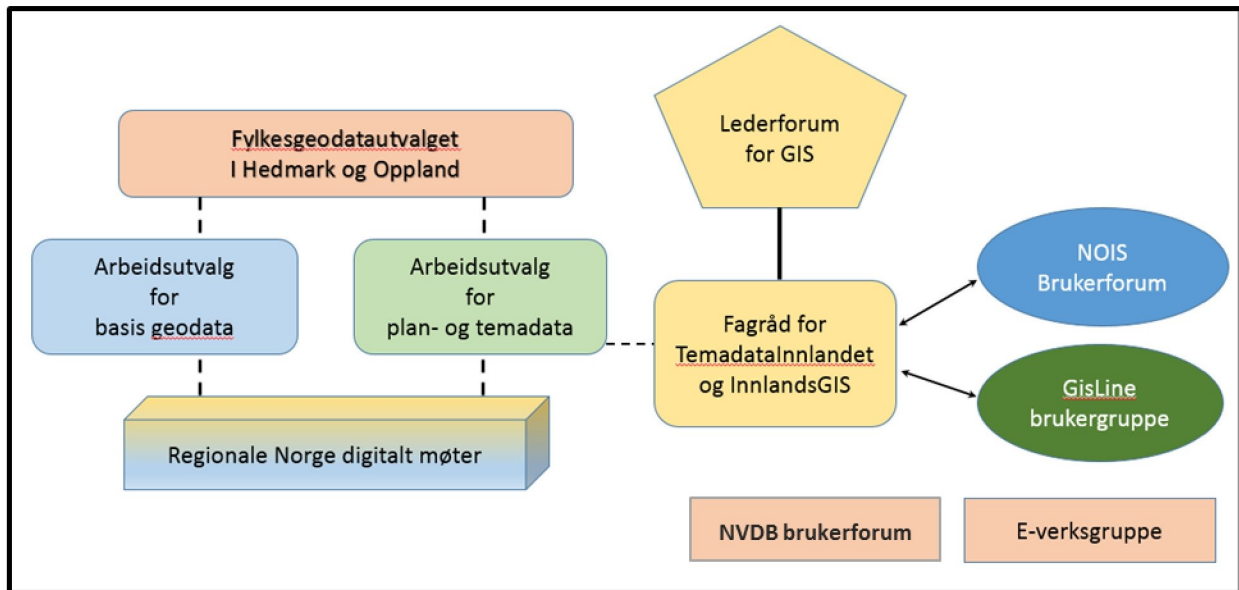 Fylkesgeodatautvalget
I Hedmark og Oppland
Lederforum
for GIS
Arbeidsutvalg
for
basis geodata
Arbeidsutvalg
for
plan- og temadata
Fagråd for
TemadataInnlandet
og InnlandsGIS
NOIS
Brukerforum
GisLine
brukergruppe
Regionale Norge digitalt møter
NVDB brukerforum
E-verksgruppe